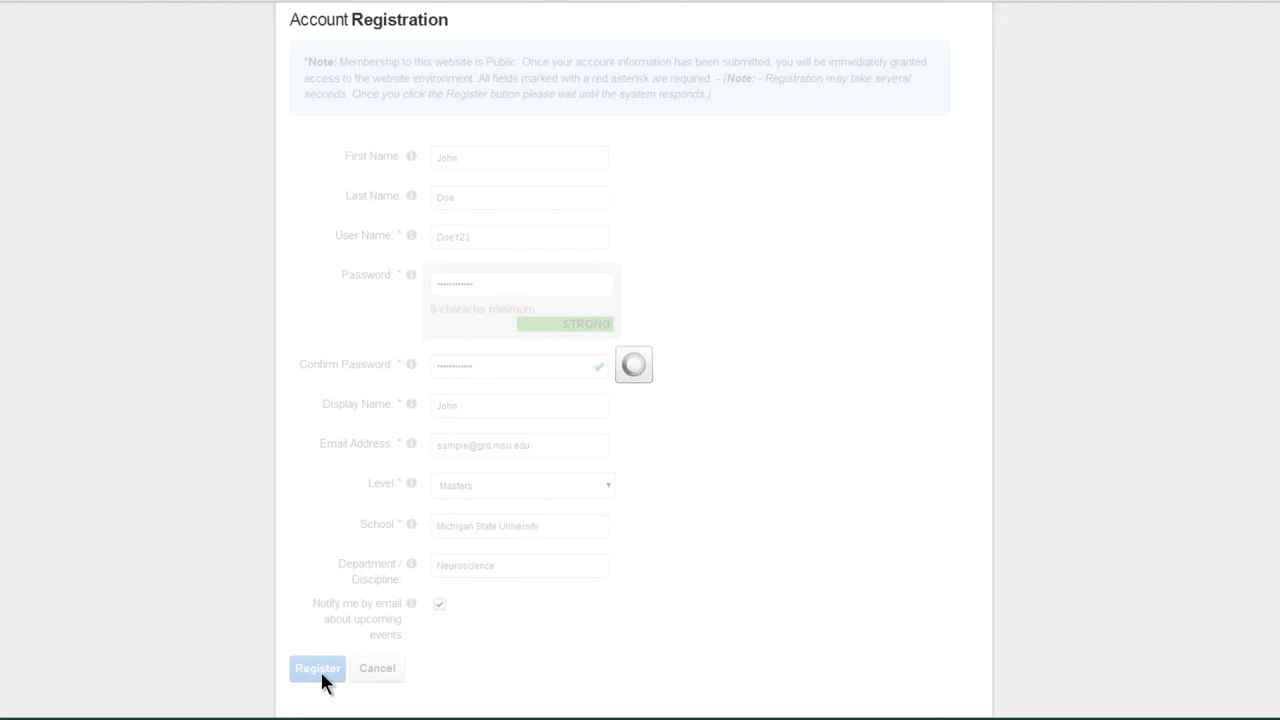 Account Registration
*Note: Membership to this website is Public. Once your account information has been submitted, you will be immediately granted
access to the website environment. All fields marked with a red asterisk are required. - (Note: - Registration may take several
seconds. Once you click the Register button please wait until the system responds.)
First Name: John
Last Name: Doe
User Name: * Doe123
Password: * ••••••••••••
8-character minimum
STRONG
Confirm Password: * ••••••••••••
Display Name: * John
Email Address: * sample@grd.msu.edu
Level * Masters
School * Michigan State University
Department / Neuroscience
Discipline:
Notify me by email
about upcoming
events
Register Cancel